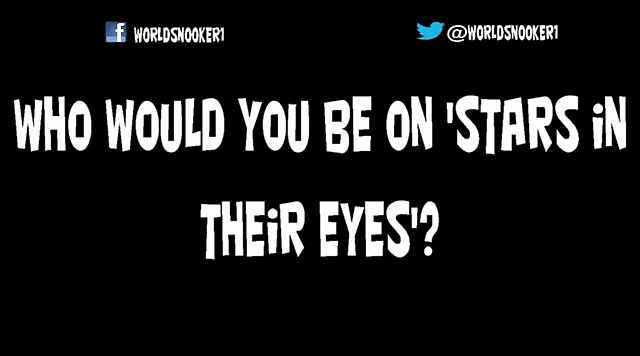 WORLDSNOOKER1
@WORLDSNOOKER1
WHO WOULD YOU BE ON 'STARS iN
THEiR EYES'?